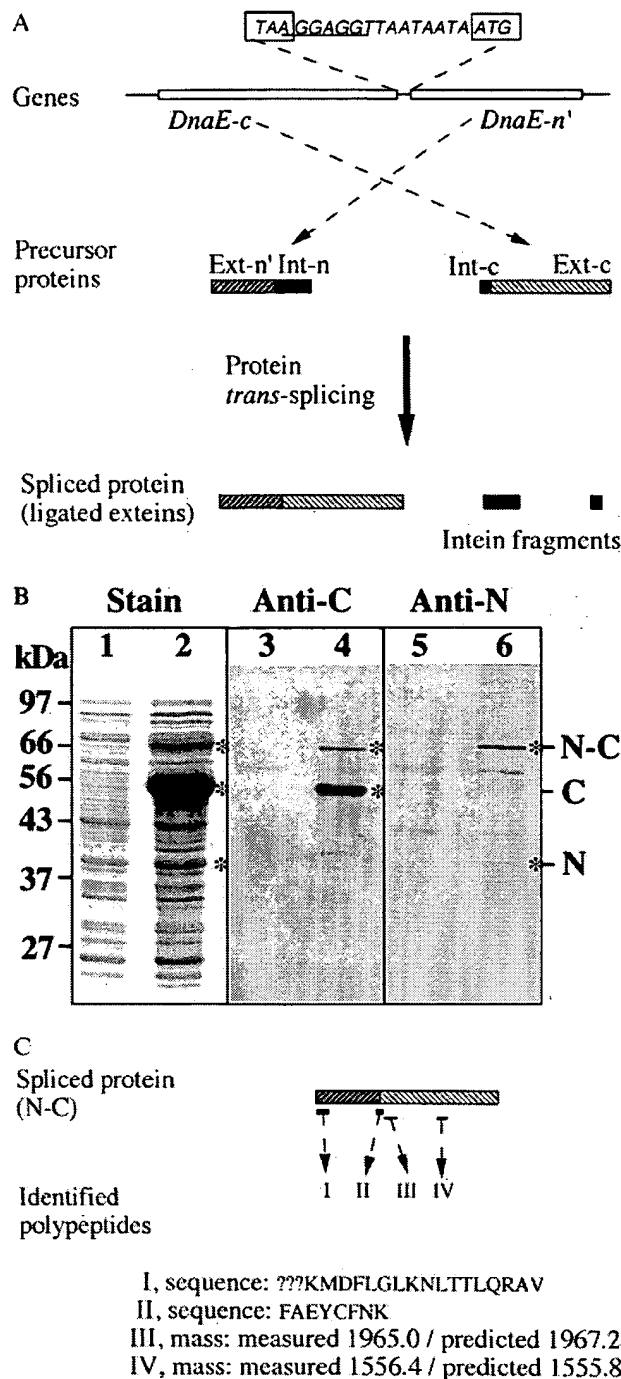 A
TAAGGAGGTTAATAATAATG
Genes
DnaE-c DnaE-n'
Precursor proteins
Ext-n' Int-n Int-c Ext-c
Protein
trans-splicing
Spliced protein
(ligated exteins)
Intein fragments
B
Stain Anti-C Anti-N
kDa 1 2 3 4 5 6
97
66 * * * N-C
56
* * C
43
* * N
37
27
C
Spliced protein
(N-C)
I II III IV
Identified
polypeptides
I, sequence: ???KMDFLGLKNLTTLQRAV
II, sequence: FAEYCFNK
III, mass: measured 1965.0 / predicted 1967.2
IV, mass: measured 1556.4 / predicted 1555.8